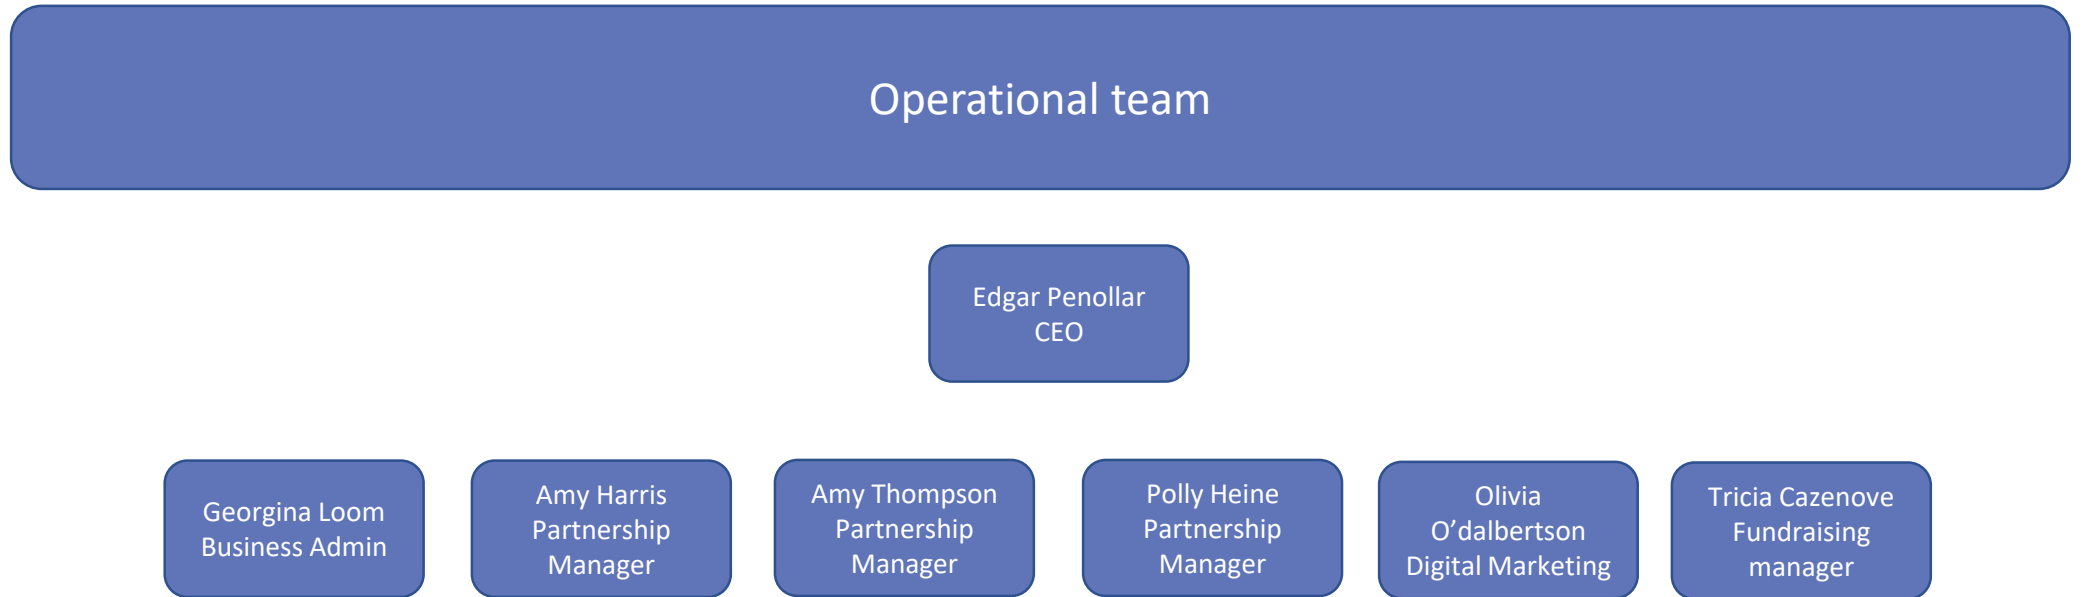 Operational team
Edgar Penollar
CEO
Georgina Loom
Business Admin
Amy Harris
Partnership
Manager
Amy Thompson
Partnership
Manager
Polly Heine
Partnership
Manager
Olivia
O’dalbertson
Digital Marketing
Tricia Cazenove
Fundraising
manager